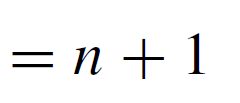 = n + 1